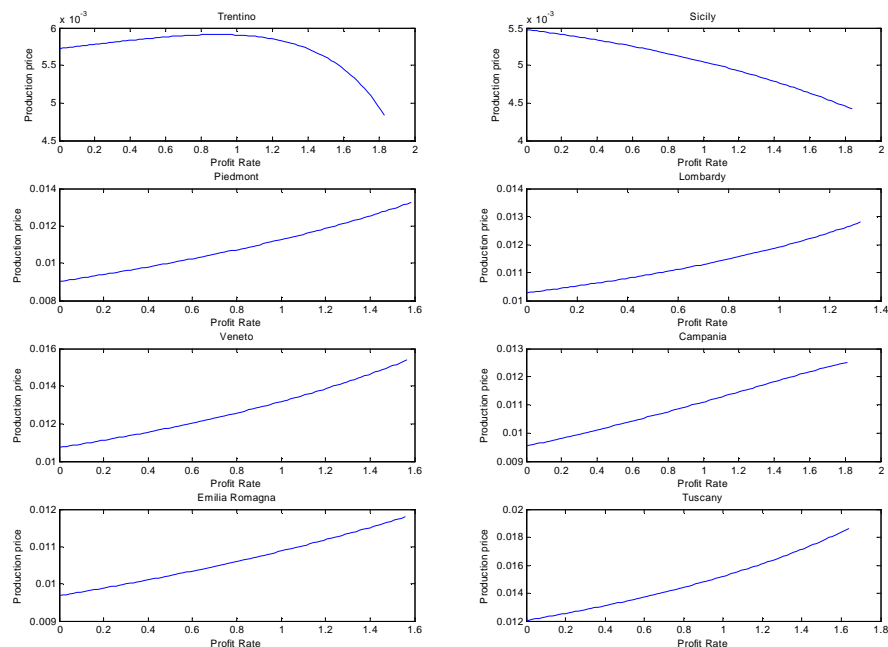 Trentino
x 10-3
6
5.5
5
4.5
Production price
0 0.2 0.4 0.6 0.8 1 1.2 1.4 1.6 1.8 2
Profit Rate
Sicily
x 10-3
5.5
5
4.5
4
Production price
0 0.2 0.4 0.6 0.8 1 1.2 1.4 1.6 1.8 2
Profit Rate
Piedmont
0.014
0.012
0.01
0.008
Production price
0 0.2 0.4 0.6 0.8 1 1.2 1.4 1.6
Profit Rate
Lombardy
0.014
0.013
0.012
0.011
0.01
Production price
0 0.2 0.4 0.6 0.8 1 1.2 1.4
Profit Rate
Veneto
0.016
0.014
0.012
0.01
Production price
0 0.2 0.4 0.6 0.8 1 1.2 1.4 1.6
Profit Rate
Campania
0.013
0.012
0.011
0.01
0.009
Production price
0 0.2 0.4 0.6 0.8 1 1.2 1.4 1.6 1.8 2
Profit Rate
Emilia Romagna
0.012
0.011
0.01
0.009
Production price
0 0.2 0.4 0.6 0.8 1 1.2 1.4 1.6
Profit Rate
Tuscany
0.02
0.018
0.016
0.014
0.012
Production price
0 0.2 0.4 0.6 0.8 1 1.2 1.4 1.6 1.8
Profit Rate